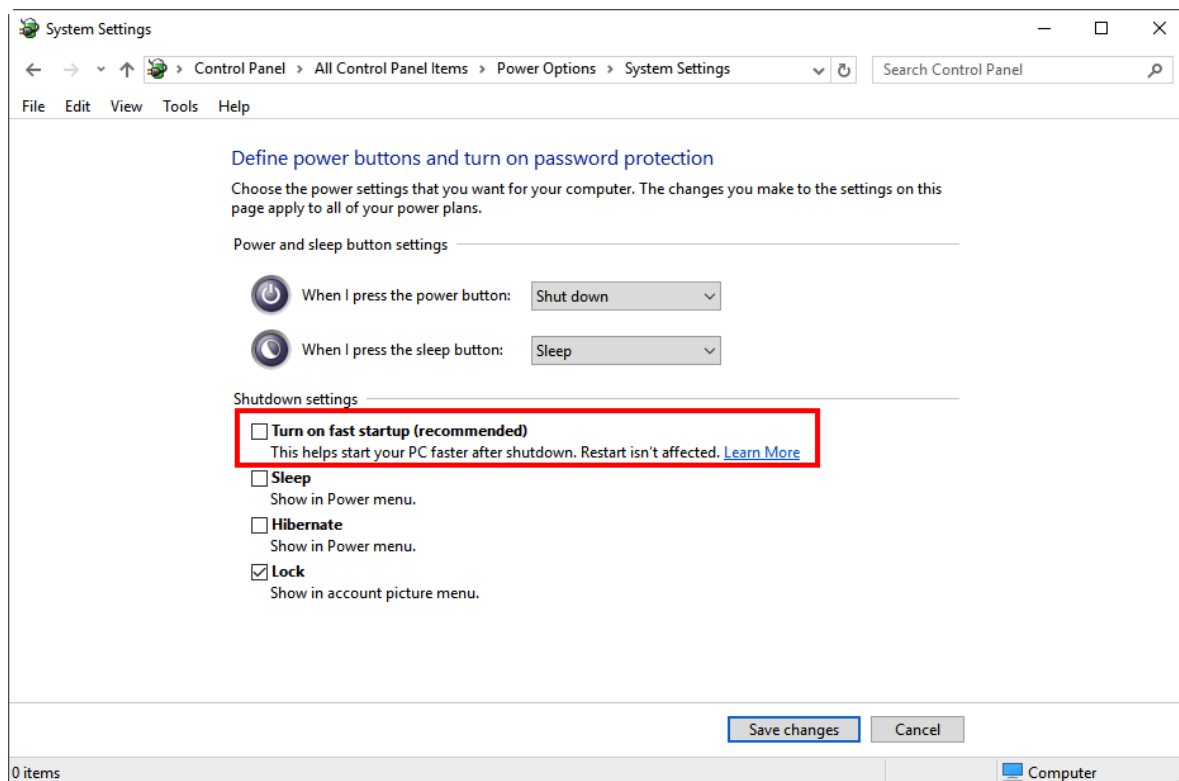 System Settings
Control Panel > All Control Panel Items > Power Options > System Settings
Search Control Panel
File Edit View Tools Help
Define power buttons and turn on password protection
Choose the power settings that you want for your computer. The changes you make to the settings on this
page apply to all of your power plans.
Power and sleep button settings
When I press the power button: Shut down
When I press the sleep button: Sleep
Shutdown settings
Turn on fast startup (recommended)
This helps start your PC faster after shutdown. Restart isn't affected. Learn More
Sleep
Show in Power menu.
Hibernate
Show in Power menu.
Lock
Show in account picture menu.
Save changes Cancel
0 items Computer